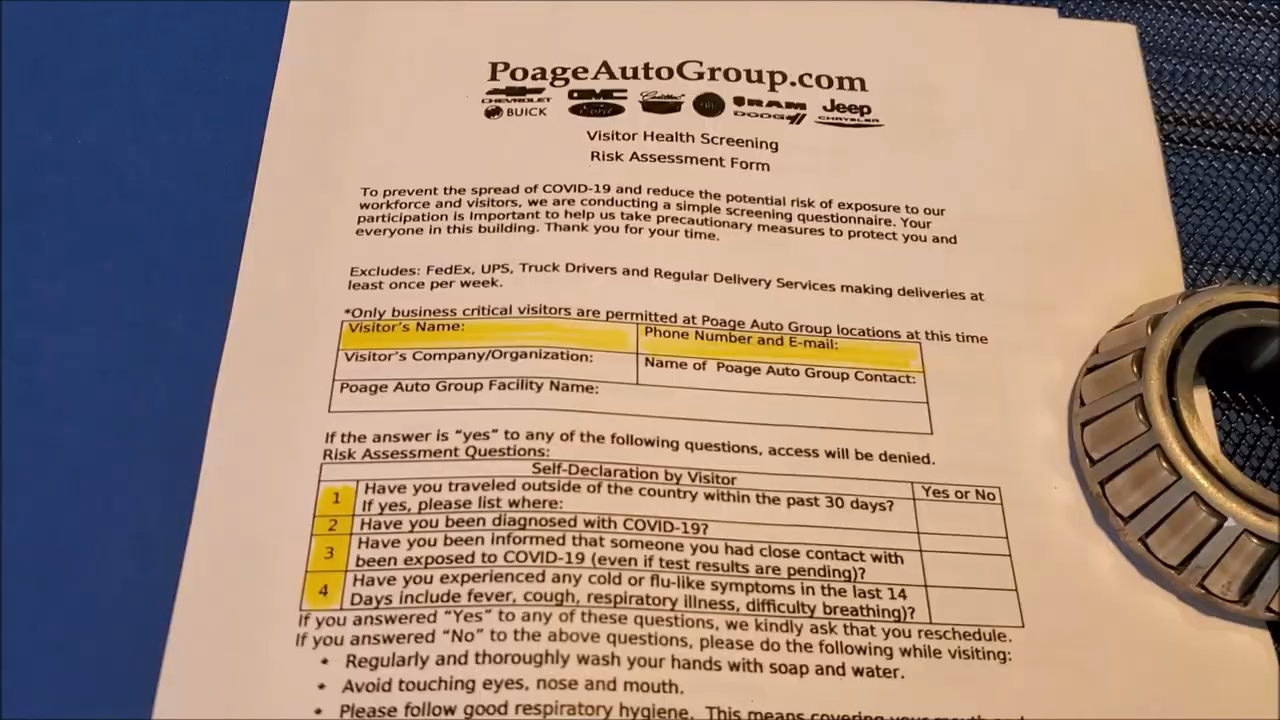 PoageAutoGroup.com
CHEVROLET GMC Cadillac RAM Jeep
BUICK Ford DODGE CHRYSLER
Visitor Health Screening
Risk Assessment Form
To prevent the spread of COVID-19 and reduce the potential risk of exposure to our
workforce and visitors, we are conducting a simple screening questionnaire. Your
participation is important to help us take precautionary measures to protect you and
everyone in this building. Thank you for your time.
Excludes: FedEx, UPS, Truck Drivers and Regular Delivery Services making deliveries at
least once per week.
*Only business critical visitors are permitted at Poage Auto Group locations at this time
Visitor's Name: Phone Number and E-mail:
Visitor's Company/Organization: Name of Poage Auto Group Contact:
Poage Auto Group Facility Name:
If the answer is "yes" to any of the following questions, access will be denied.
Risk Assessment Questions:
Self-Declaration by Visitor Yes or No
1 Have you traveled outside of the country within the past 30 days?
If yes, please list where:
2 Have you been diagnosed with COVID-19?
3 Have you been informed that someone you had close contact with
been exposed to COVID-19 (even if test results are pending)?
4 Have you experienced any cold or flu-like symptoms in the last 14
Days include fever, cough, respiratory illness, difficulty breathing)?
If you answered "Yes" to any of these questions, we kindly ask that you reschedule.
If you answered "No" to the above questions, please do the following while visiting:
• Regularly and thoroughly wash your hands with soap and water.
• Avoid touching eyes, nose and mouth.
• Please follow good respiratory hygiene. This means covering your mouth and